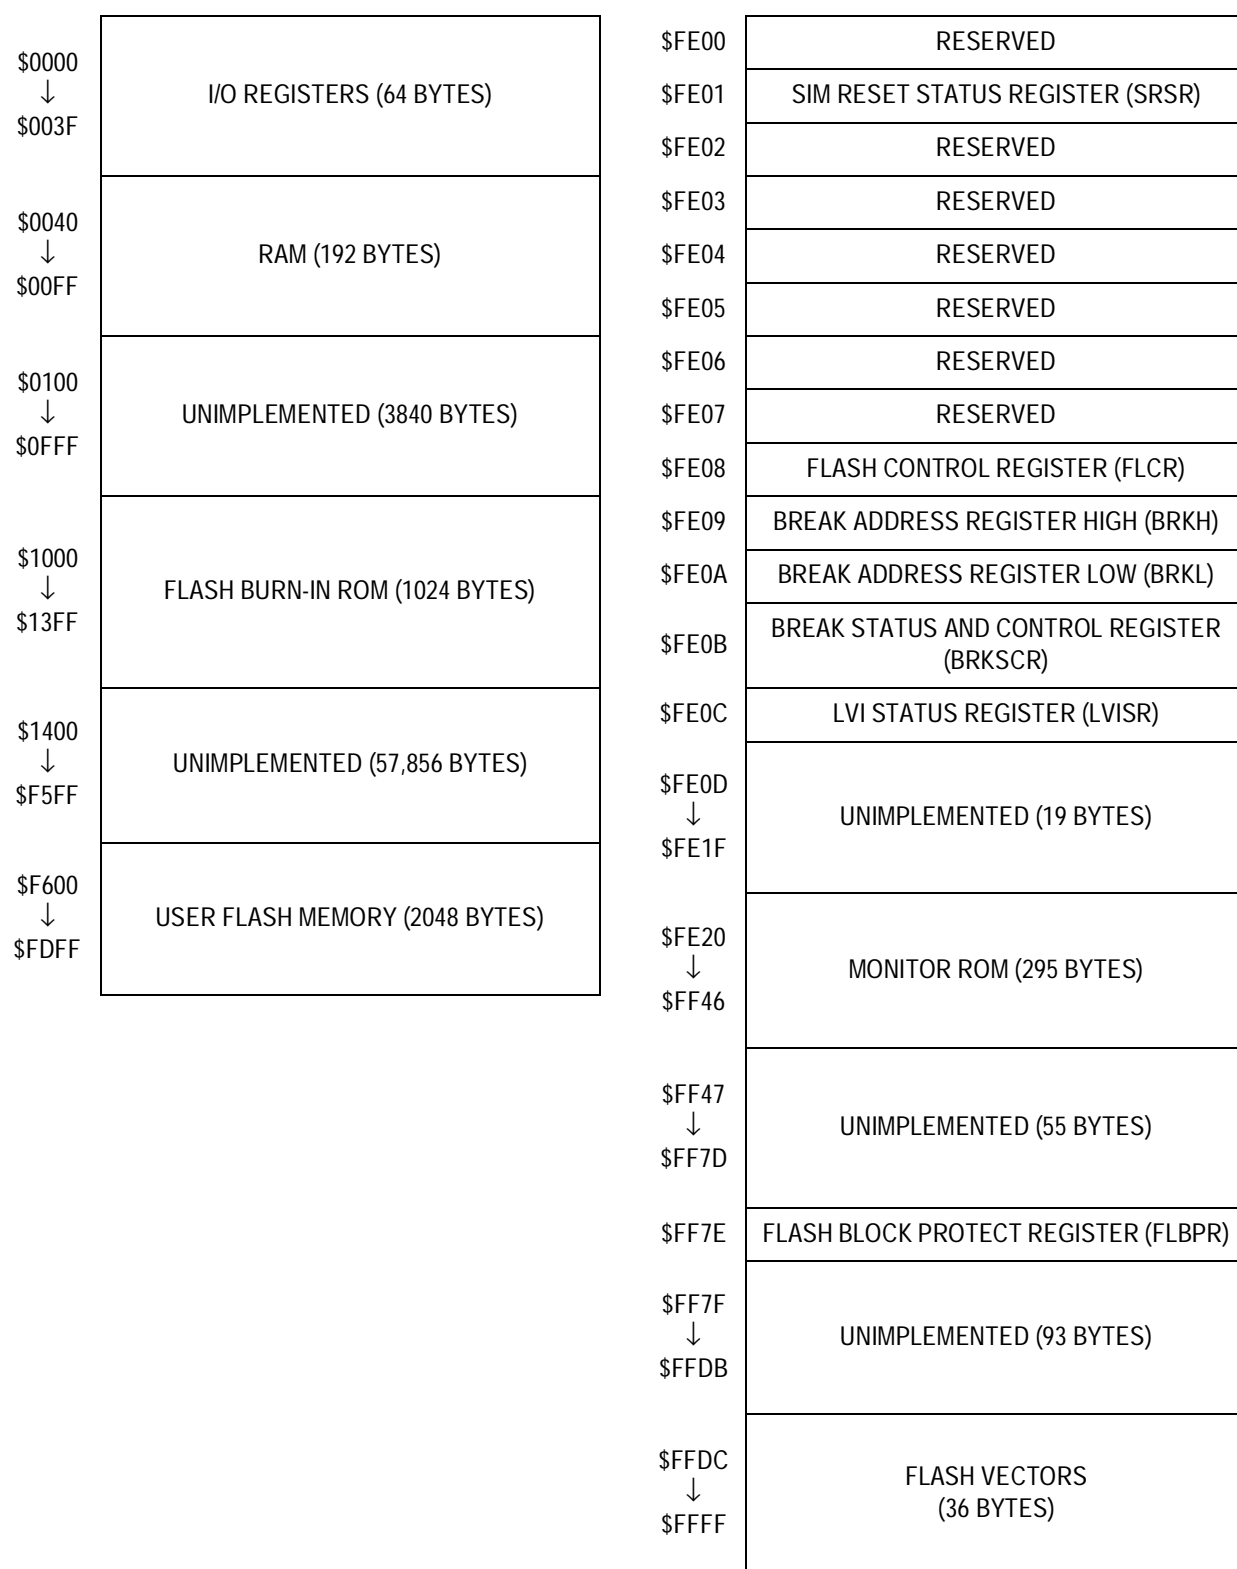 $0000
↓
$003F
I/O REGISTERS (64 BYTES)
$0040
↓
$00FF
RAM (192 BYTES)
$0100
↓
$0FFF
UNIMPLEMENTED (3840 BYTES)
$1000
↓
$13FF
FLASH BURN-IN ROM (1024 BYTES)
$1400
↓
$F5FF
UNIMPLEMENTED (57,856 BYTES)
$F600
↓
$FDFF
USER FLASH MEMORY (2048 BYTES)
$FE00 RESERVED
$FE01 SIM RESET STATUS REGISTER (SRSR)
$FE02 RESERVED
$FE03 RESERVED
$FE04 RESERVED
$FE05 RESERVED
$FE06 RESERVED
$FE07 RESERVED
$FE08 FLASH CONTROL REGISTER (FLCR)
$FE09 BREAK ADDRESS REGISTER HIGH (BRKH)
$FE0A BREAK ADDRESS REGISTER LOW (BRKL)
$FE0B BREAK STATUS AND CONTROL REGISTER
(BRKSCR)
$FE0C LVI STATUS REGISTER (LVISR)
$FE0D
↓
$FE1F
UNIMPLEMENTED (19 BYTES)
$FE20
↓
$FF46
MONITOR ROM (295 BYTES)
$FF47
↓
$FF7D
UNIMPLEMENTED (55 BYTES)
$FF7E FLASH BLOCK PROTECT REGISTER (FLBPR)
$FF7F
↓
$FFDB
UNIMPLEMENTED (93 BYTES)
$FFDC
↓
$FFFF
FLASH VECTORS
(36 BYTES)